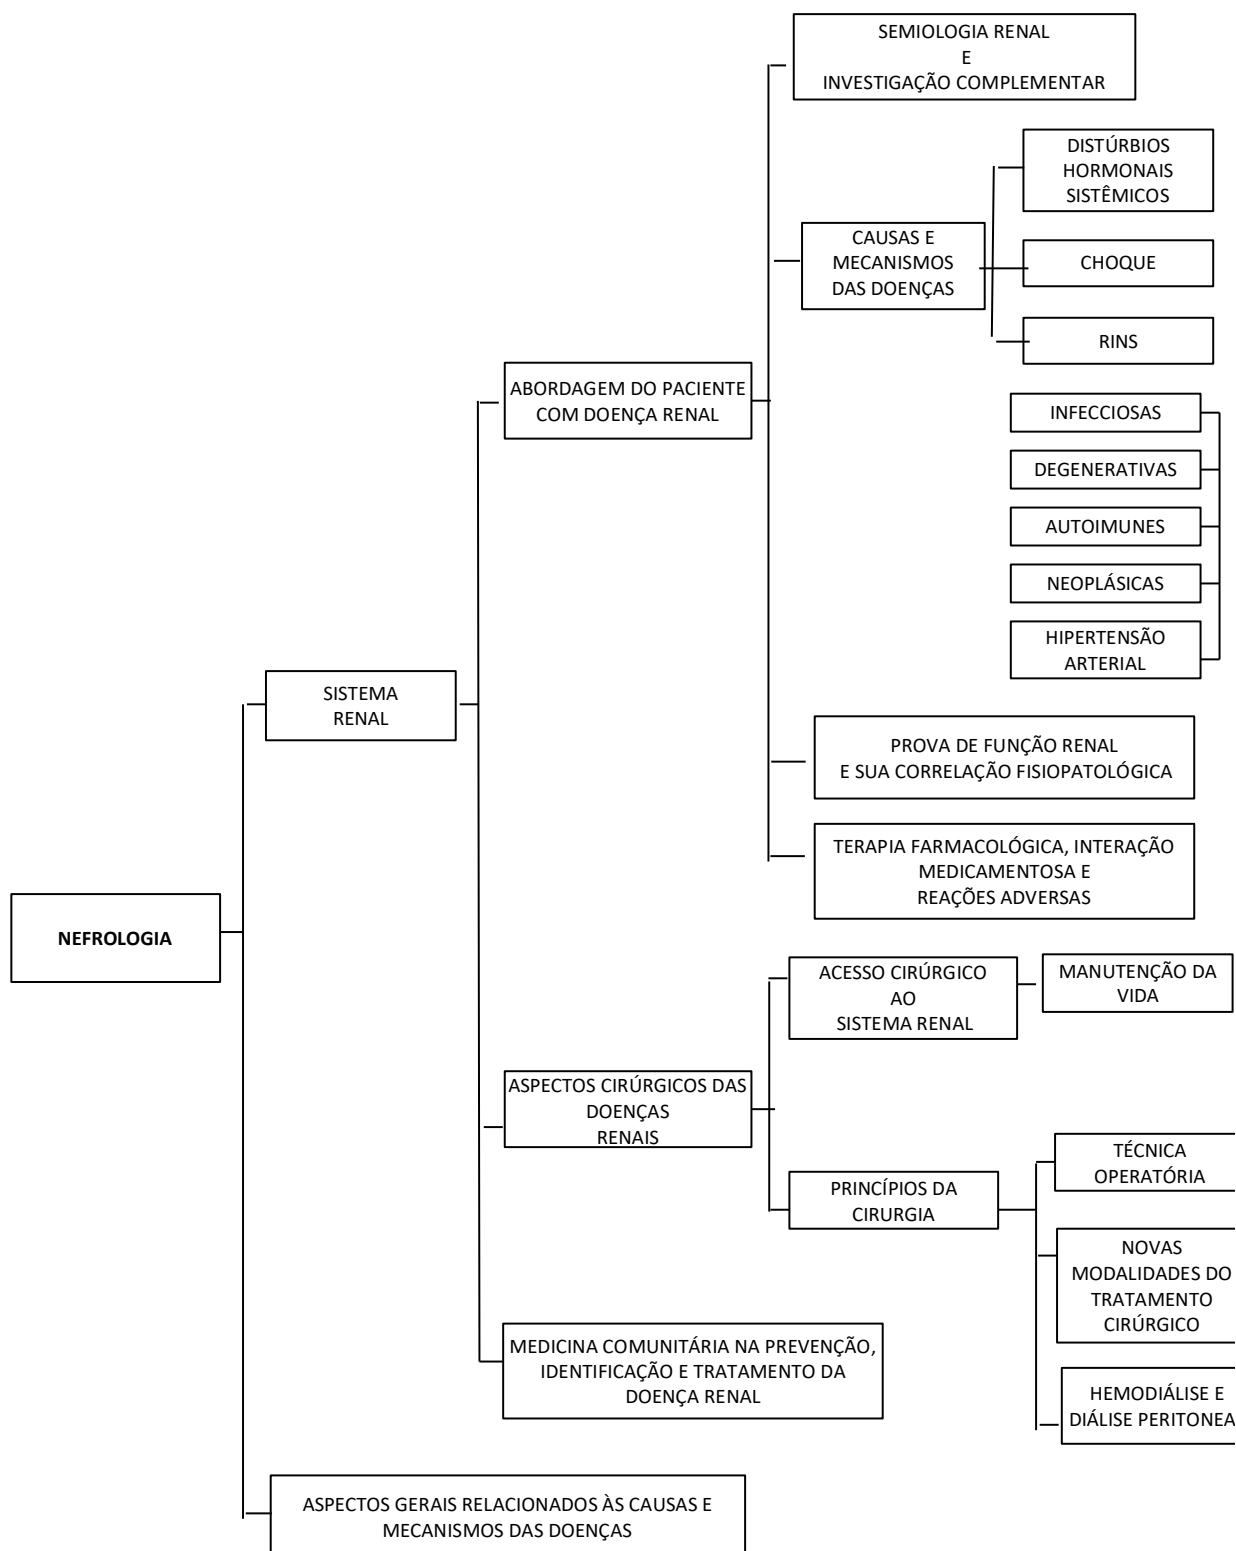 SEMIOLOGIA RENAL
E
INVESTIGAÇÃO COMPLEMENTAR
DISTÚRBIOS
HORMONAIS
SISTÊMICOS
CAUSAS E
MECANISMOS
DAS DOENÇAS
CHOQUE
RINS
ABORDAGEM DO PACIENTE
COM DOENÇA RENAL
INFECCIOSAS
DEGENERATIVAS
AUTOIMUNES
NEOPLÁSICAS
HIPERTENSÃO
ARTERIAL
SISTEMA
RENAL
PROVA DE FUNÇÃO RENAL
E SUA CORRELAÇÃO FISIOPATOLÓGICA
TERAPIA FARMACOLÓGICA, INTERAÇÃO
MEDICAMENTOSA E
REAÇÕES ADVERSAS
NEFROLOGIA
ACESSO CIRÚRGICO
AO
SISTEMA RENAL
MANUTENÇÃO DA
VIDA
ASPECTOS CIRÚRGICOS DAS
DOENÇAS
RENAIS
PRINCÍPIOS DA
CIRURGIA
TÉCNICA
OPERATÓRIA
NOVAS
MODALIDADES DO
TRATAMENTO
CIRÚRGICO
HEMODIÁLISE E
DIÁLISE PERITONEA
MEDICINA COMUNITÁRIA NA PREVENÇÃO,
IDENTIFICAÇÃO E TRATAMENTO DA
DOENÇA RENAL
ASPECTOS GERAIS RELACIONADOS ÀS CAUSAS E
MECANISMOS DAS DOENÇAS